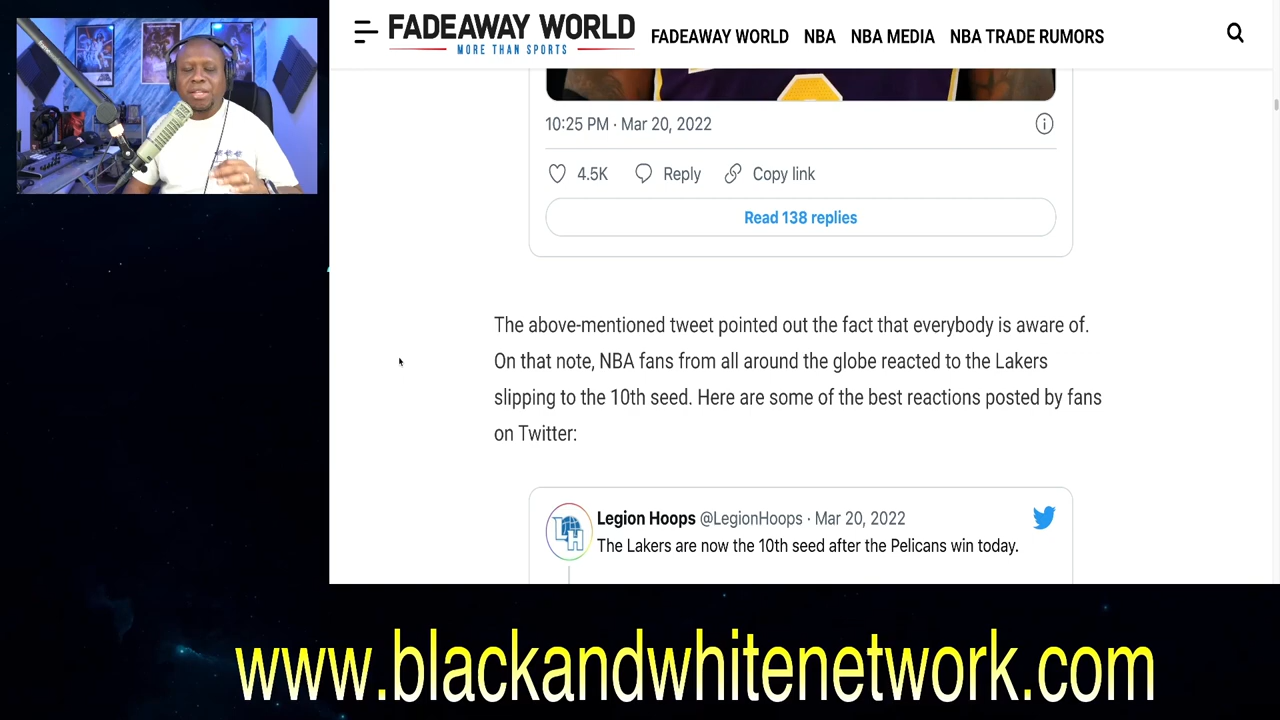 FADEAWAY WORLD
MORE THAN SPORTS
FADEAWAY WORLD NBA NBA MEDIA NBA TRADE RUMORS
10:25 PM · Mar 20, 2022
4.5K Reply Copy link
Read 138 replies
The above-mentioned tweet pointed out the fact that everybody is aware of.
On that note, NBA fans from all around the globe reacted to the Lakers
slipping to the 10th seed. Here are some of the best reactions posted by fans
on Twitter:
Legion Hoops @LegionHoops · Mar 20, 2022
The Lakers are now the 10th seed after the Pelicans win today.
www.blackandwhitenetwork.com